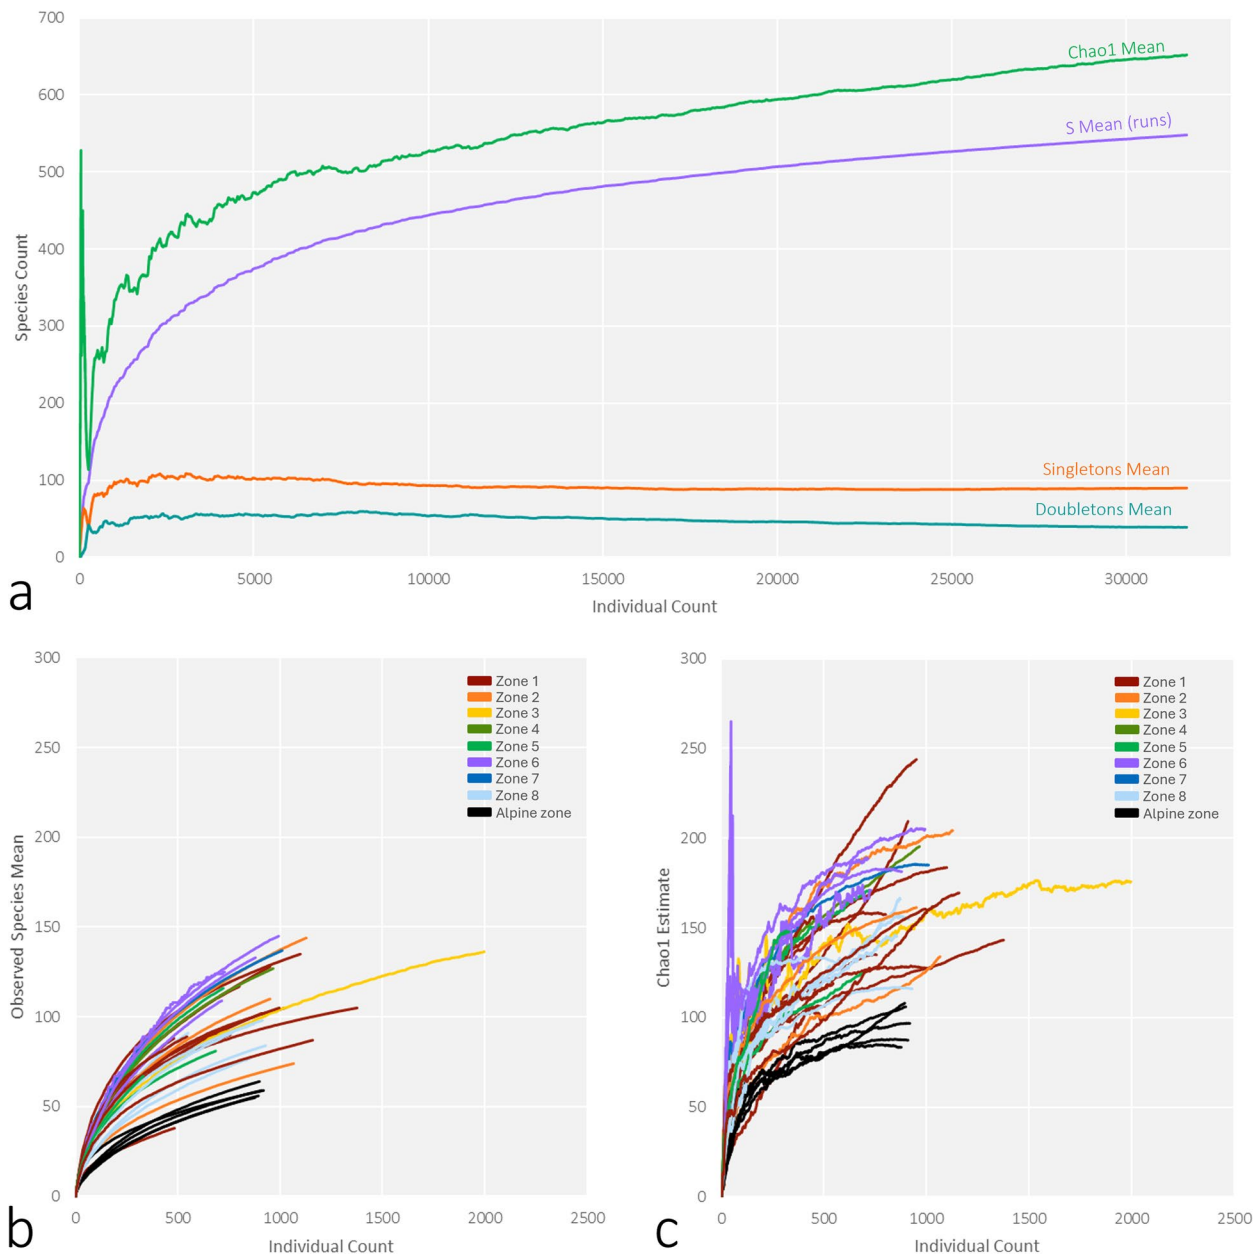 700
600
500
400
300
200
100
0
Species Count
Chao1 Mean
S Mean (runs)
Singletons Mean
Doubletons Mean
0 5000 10000 15000 20000 25000 30000
Individual Count
a
300
250
200
150
100
50
0
Observed Species Mean
Zone 1
Zone 2
Zone 3
Zone 4
Zone 5
Zone 6
Zone 7
Zone 8
Alpine zone
0 500 1000 1500 2000 2500
Individual Count
b
300
250
200
150
100
50
0
Chao1 Estimate
Zone 1
Zone 2
Zone 3
Zone 4
Zone 5
Zone 6
Zone 7
Zone 8
Alpine zone
0 500 1000 1500 2000 2500
Individual Count
c